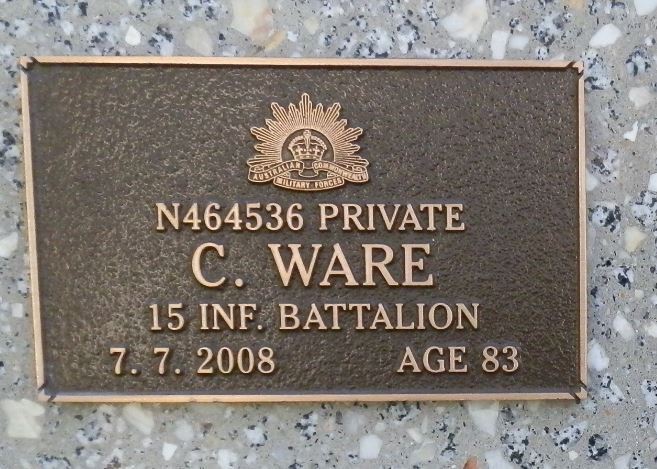 AUSTRALIAN COMMONWEALTH
MILITARY FORCES
N464536 PRIVATE
C. WARE
15 INF. BATTALION
7. 7. 2008 AGE 83